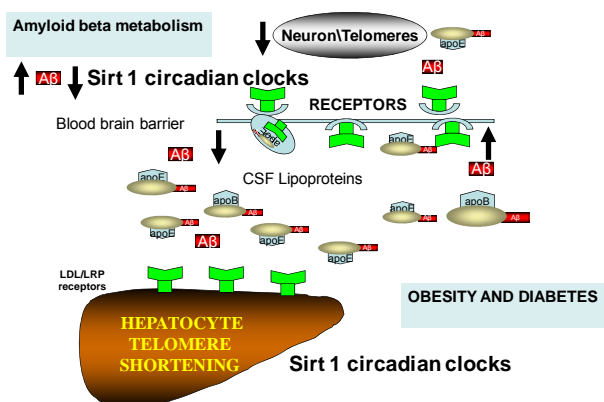 Amyloid beta metabolism
Neuron\Telomeres
apoE
Aβ
Aβ
Aβ
Sirt 1 circadian clocks
RECEPTORS
Blood brain barrier
apoE
apoE
Aβ
Aβ
Aβ
CSF Lipoproteins
apoE
Aβ
apoB
Aβ
apoB
Aβ
apoE
Aβ
apoE
Aβ
apoE
Aβ
Aβ
apoE
Aβ
LDL/LRP
receptors
OBESITY AND DIABETES
HEPATOCYTE
TELOMERE
SHORTENING
Sirt 1 circadian clocks